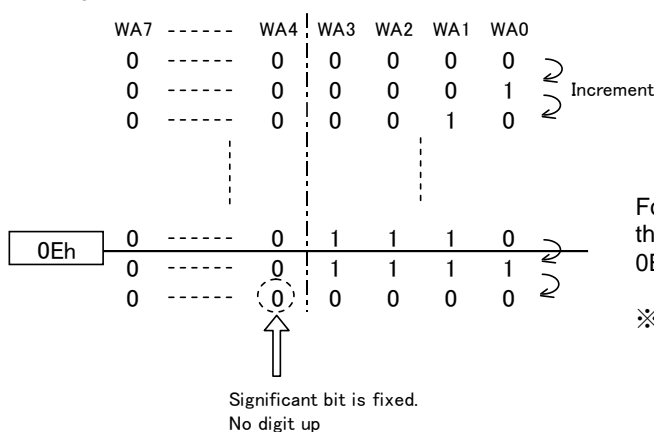 WA7 ------ WA4 WA3 WA2 WA1 WA0
0 ------ 0 0 0 0 0
0 ------ 0 0 0 0 1
Increment
0 ------ 0 0 0 1 0
0Eh
0 ------ 0 1 1 1 0
0 ------ 0 1 1 1 1
0 ------ 0 0 0 0 0
Significant bit is fixed.
No digit up
※